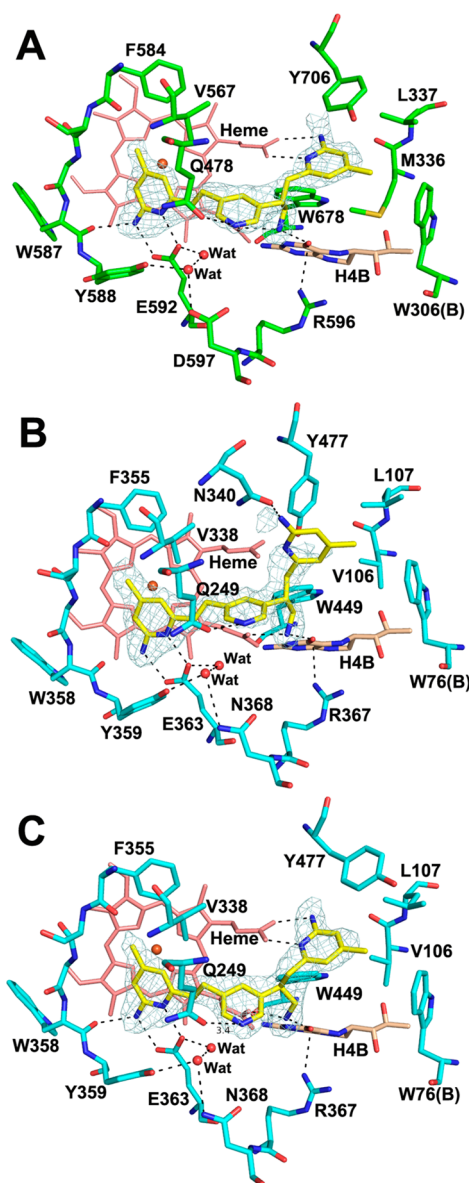 A
F584
V567
Y706
L337
Heme
Q478
M336
W678
W587
Wat
Wat
H4B
Y588
E592
R596
W306(B)
D597
B
Y477
F355
N340
L107
V338
Heme
Q249
V106
W449
Wat
Wat
H4B
W358
Y359
N368
W76(B)
E363
R367
C
F355
Y477
L107
V338
Heme
V106
Q249
W449
3.4
W358
Wat
Wat
H4B
Y359
E363
N368
R367
W76(B)